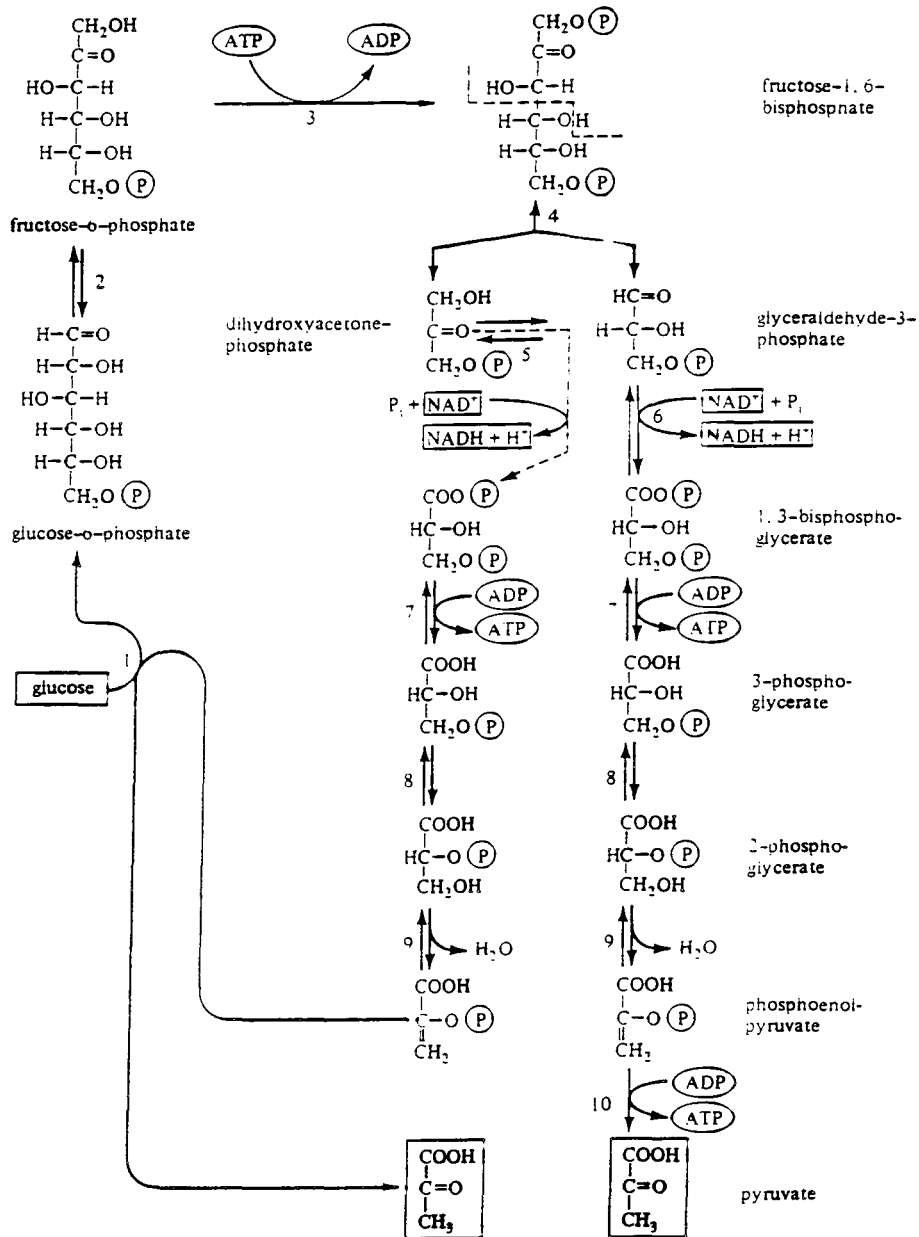 CH₂OH
C=O
HO-C-H
H-C-OH
H-C-OH
CH₂O P
fructose-o-phosphate
ATP
ADP
3
CH₂O P
C=O
HO-C-H
H-C-OH
H-C-OH
CH₂O P
fructose-1,6-
bisphospnate
4
2
H-C=O
H-C-OH
HO-C-H
H-C-OH
H-C-OH
CH₂O P
glucose-o-phosphate
dihydroxyacetone-
phosphate
CH₂OH
C=O
CH₂O P
5
HC=O
H-C-OH
CH₂O P
glyceraldehyde-3-
phosphate
Pᵢ + NAD⁺
NADH + H⁺
6
NAD⁺ + Pᵢ
NADH + H⁺
COO P
HC-OH
CH₂O P
COO P
HC-OH
CH₂O P
1,3-bisphospho-
glycerate
7
ADP
ATP
7
ADP
ATP
1
glucose
COOH
HC-OH
CH₂O P
COOH
HC-OH
CH₂O P
3-phospho-
glycerate
8
8
COOH
HC-O P
CH₂OH
COOH
HC-O P
CH₂OH
2-phospho-
glycerate
9
H₂O
9
H₂O
COOH
C-O P
CH₂
COOH
C-O P
CH₂
phosphoenol-
pyruvate
10
ADP
ATP
COOH
C=O
CH₃
COOH
C=O
CH₃
pyruvate